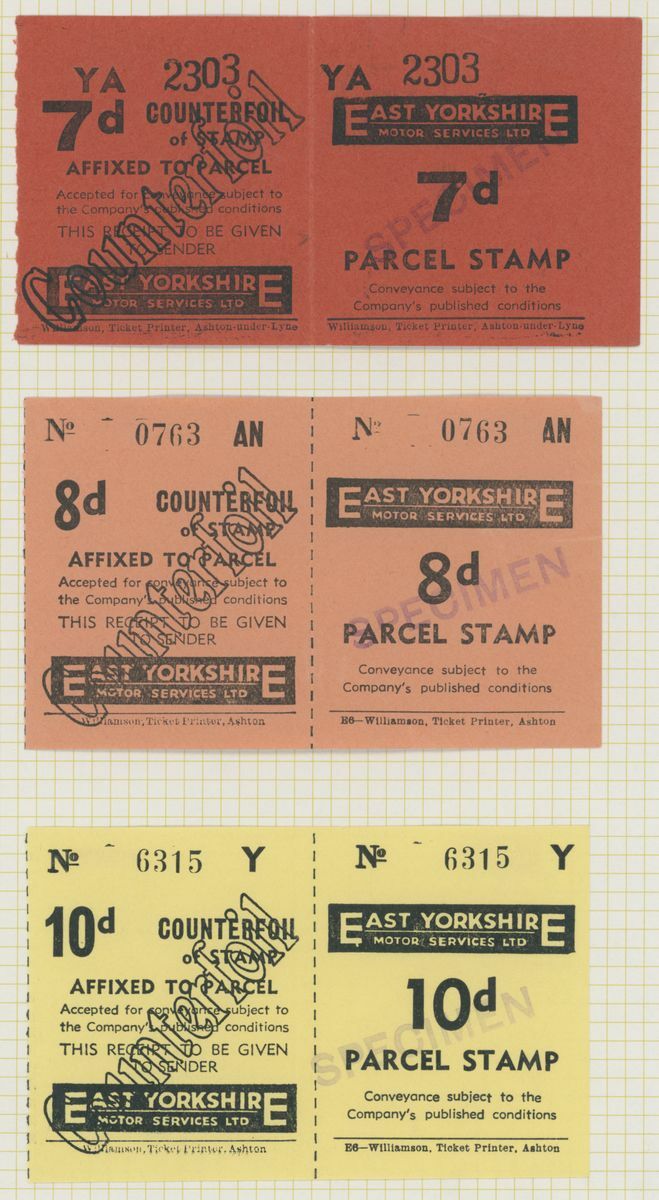 YA 2303
7d COUNTERFOIL
of STAMP
AFFIXED TO PARCEL
Accepted for conveyance subject to
the Company's published conditions
THIS RECEIPT TO BE GIVEN
TO SENDER
EAST YORKSHIRE
MOTOR SERVICES LTD
Williamson, Ticket Printer, Ashton-under-Lyne
Counterfoil
YA 2303
EAST YORKSHIRE
MOTOR SERVICES LTD
7d
SPECIMEN
PARCEL STAMP
Conveyance subject to the
Company's published conditions
Williamson, Ticket Printer, Ashton-under-Lyne
Nº 0763 AN
8d COUNTERFOIL
of STAMP
AFFIXED TO PARCEL
Accepted for conveyance subject to
the Company's published conditions
THIS RECEIPT TO BE GIVEN
TO SENDER
EAST YORKSHIRE
MOTOR SERVICES LTD
Williamson, Ticket Printer, Ashton
Counterfoil
Nº 0763 AN
EAST YORKSHIRE
MOTOR SERVICES LTD
8d
SPECIMEN
PARCEL STAMP
Conveyance subject to the
Company's published conditions
E6—Williamson, Ticket Printer, Ashton
Nº 6315 Y
10d COUNTERFOIL
of STAMP
AFFIXED TO PARCEL
Accepted for conveyance subject to
the Company's published conditions
THIS RECEIPT TO BE GIVEN
TO SENDER
EAST YORKSHIRE
MOTOR SERVICES LTD
Williamson, Ticket Printer, Ashton
Counterfoil
Nº 6315 Y
EAST YORKSHIRE
MOTOR SERVICES LTD
10d
SPECIMEN
PARCEL STAMP
Conveyance subject to the
Company's published conditions
E6—Williamson, Ticket Printer, Ashton